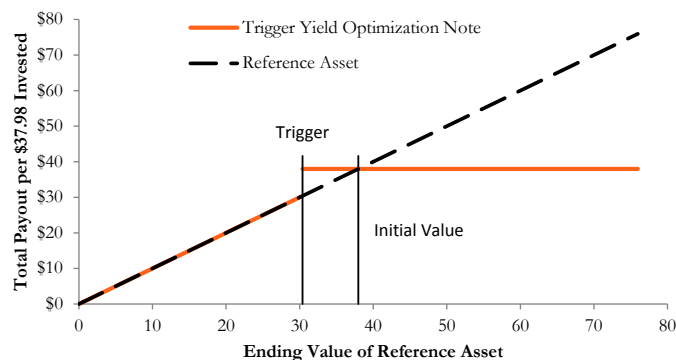 $80
$70
$60
$50
$40
$30
$20
$10
$0
Total Payout per $37.98 Invested
Trigger Yield Optimization Note
Reference Asset
Trigger
Initial Value
0 10 20 30 40 50 60 70 80
Ending Value of Reference Asset